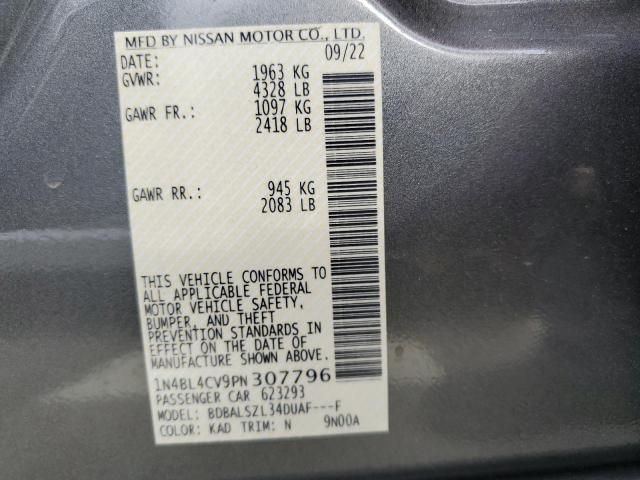 MFD BY NISSAN MOTOR CO., LTD.
DATE: 09/22
GVWR: 1963 KG
4328 LB
GAWR FR.: 1097 KG
2418 LB
GAWR RR.: 945 KG
2083 LB
THIS VEHICLE CONFORMS TO
ALL APPLICABLE FEDERAL
MOTOR VEHICLE SAFETY,
BUMPER, AND THEFT
PREVENTION STANDARDS IN
EFFECT ON THE DATE OF
MANUFACTURE SHOWN ABOVE.
1N4BL4CV9PN307796
PASSENGER CAR 623293
MODEL: BDBALSZL34DUAF---F
COLOR: KAD TRIM: N 9N00A